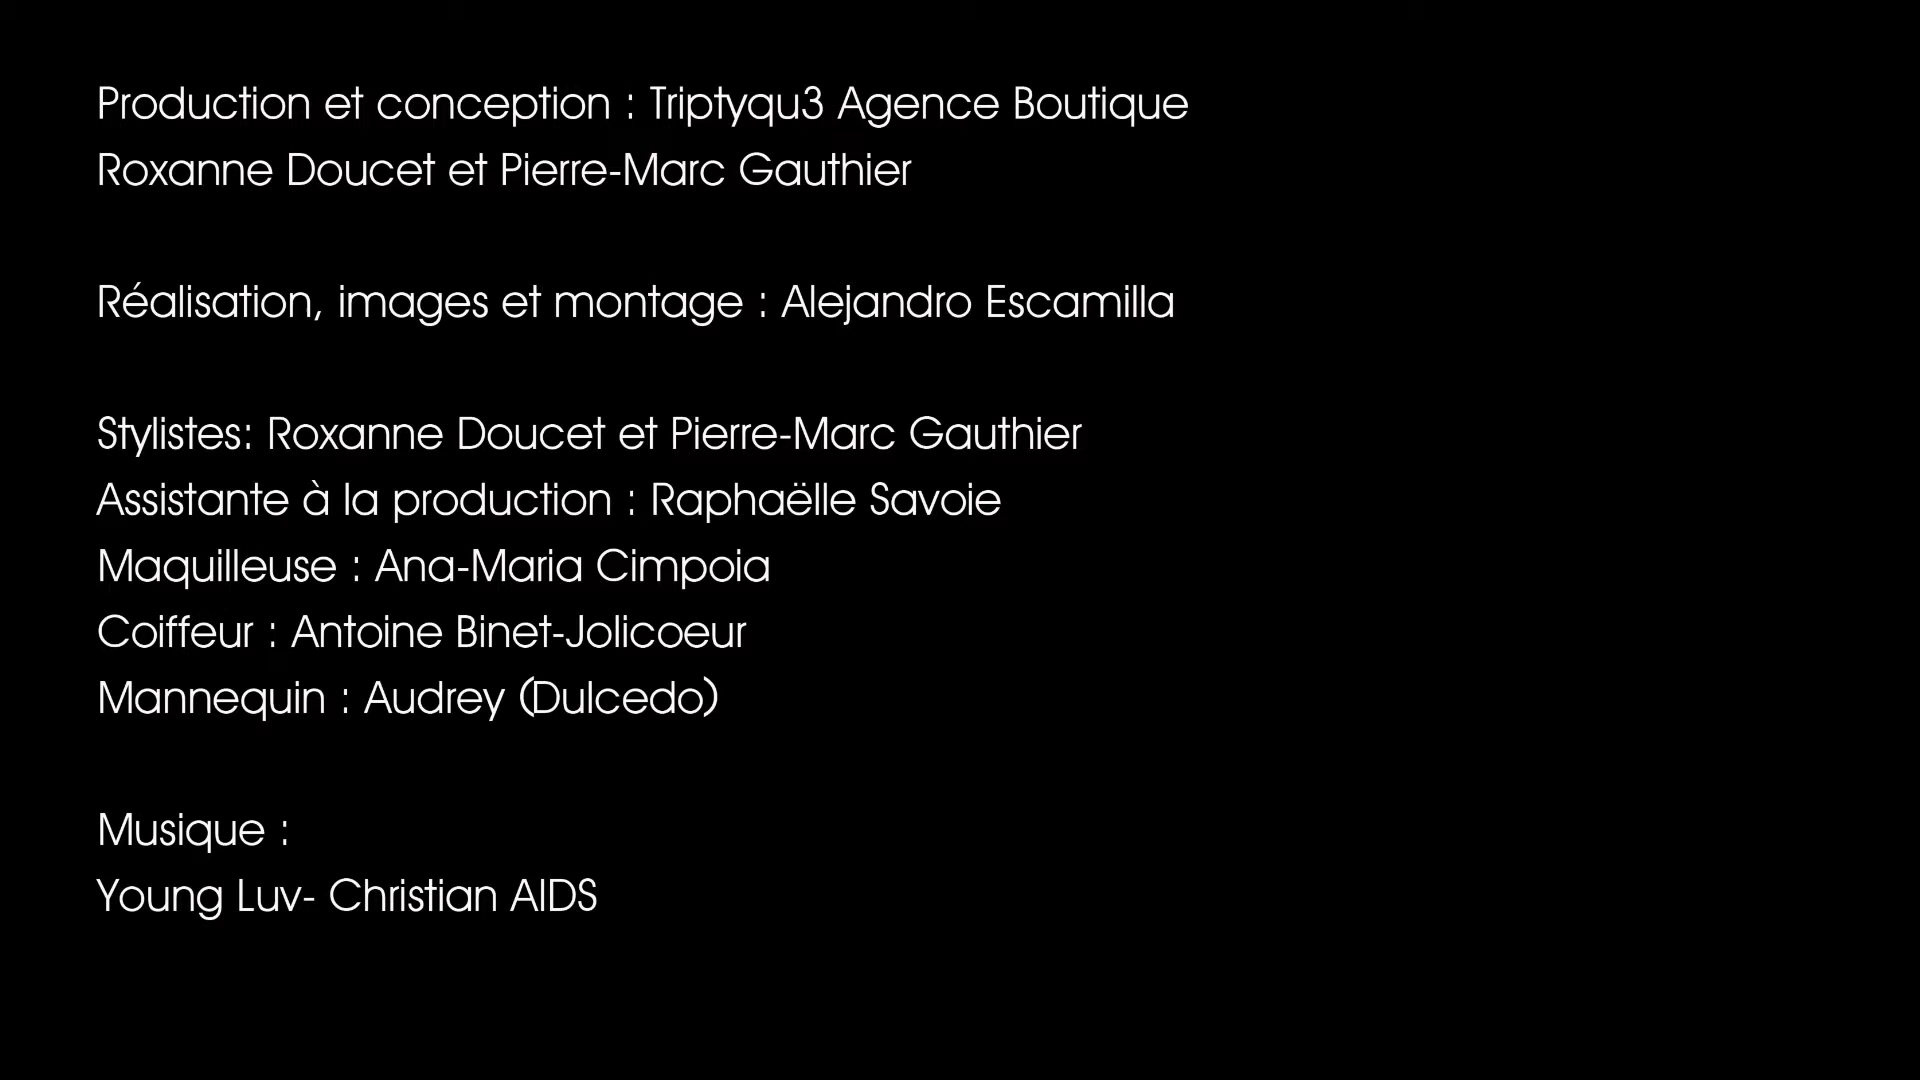 Production et conception : Triptyqu3 Agence Boutique
Roxanne Doucet et Pierre-Marc Gauthier
Réalisation, images et montage : Alejandro Escamilla
Stylistes: Roxanne Doucet et Pierre-Marc Gauthier
Assistante à la production : Raphaëlle Savoie
Maquilleuse : Ana-Maria Cimpoia
Coiffeur : Antoine Binet-Jolicoeur
Mannequin : Audrey (Dulcedo)
Musique :
Young Luv- Christian AIDS